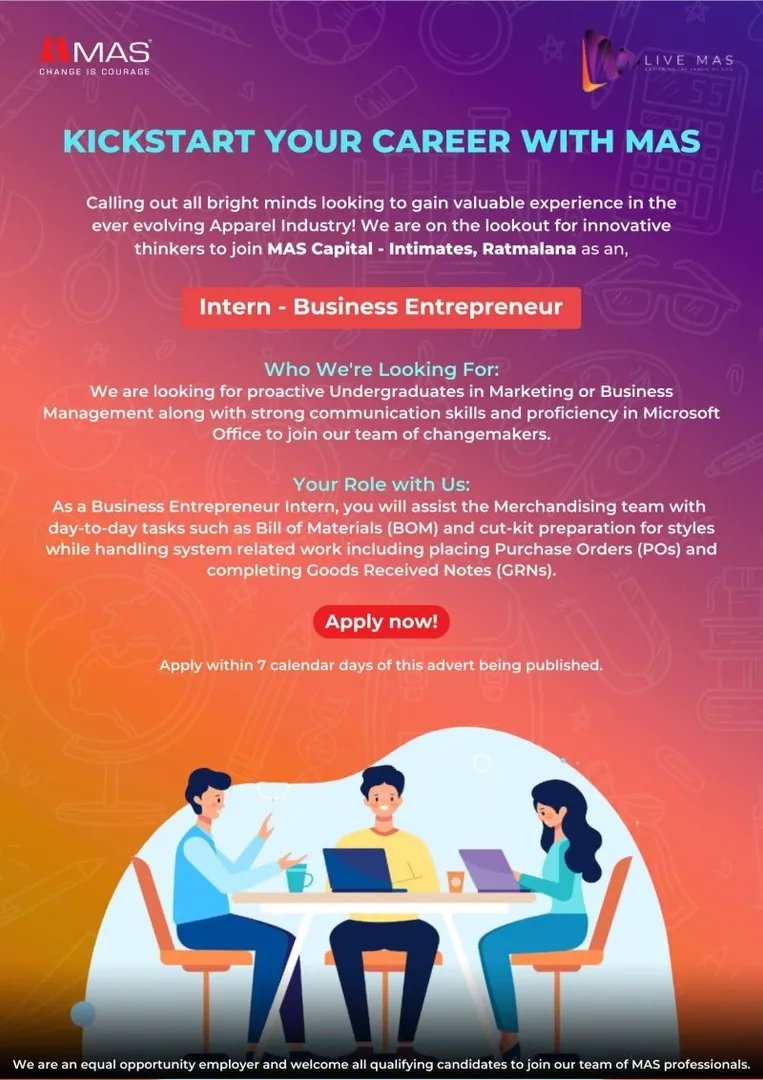 MAS
CHANGE IS COURAGE
LIVE MAS
KICKSTART YOUR CAREER WITH MAS
Calling out all bright minds looking to gain valuable experience in the
ever evolving Apparel Industry! We are on the lookout for innovative
thinkers to join MAS Capital - Intimates, Ratmalana as an,
Intern - Business Entrepreneur
Who We're Looking For:
We are looking for proactive Undergraduates in Marketing or Business
Management along with strong communication skills and proficiency in Microsoft
Office to join our team of changemakers.
Your Role with Us:
As a Business Entrepreneur Intern, you will assist the Merchandising team with
day-to-day tasks such as Bill of Materials (BOM) and cut-kit preparation for styles
while handling system related work including placing Purchase Orders (POs) and
completing Goods Received Notes (GRNs).
Apply now!
Apply within 7 calendar days of this advert being published.
We are an equal opportunity employer and welcome all qualifying candidates to join our team of MAS professionals.